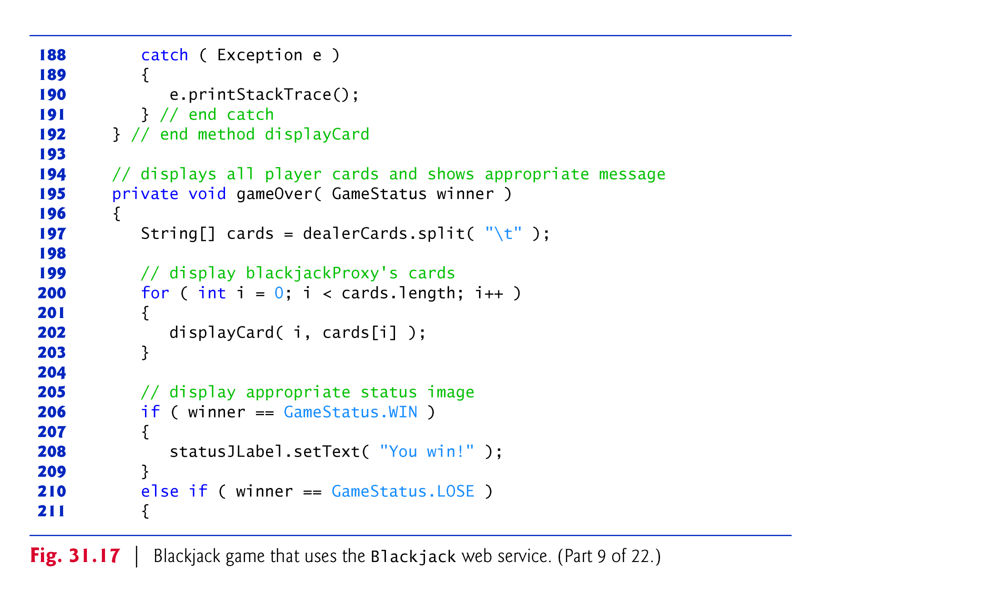 188 catch ( Exception e )
189 {
190 e.printStackTrace();
191 } // end catch
192 } // end method displayCard
193
194 // displays all player cards and shows appropriate message
195 private void gameOver( GameStatus winner )
196 {
197 String[] cards = dealerCards.split( "\t" );
198
199 // display blackjackProxy's cards
200 for ( int i = 0; i < cards.length; i++ )
201 {
202 displayCard( i, cards[i] );
203 }
204
205 // display appropriate status image
206 if ( winner == GameStatus.WIN )
207 {
208 statusJLabel.setText( "You win!" );
209 }
210 else if ( winner == GameStatus.LOSE )
211 {
Fig. 31.17 | Blackjack game that uses the Blackjack web service. (Part 9 of 22.)